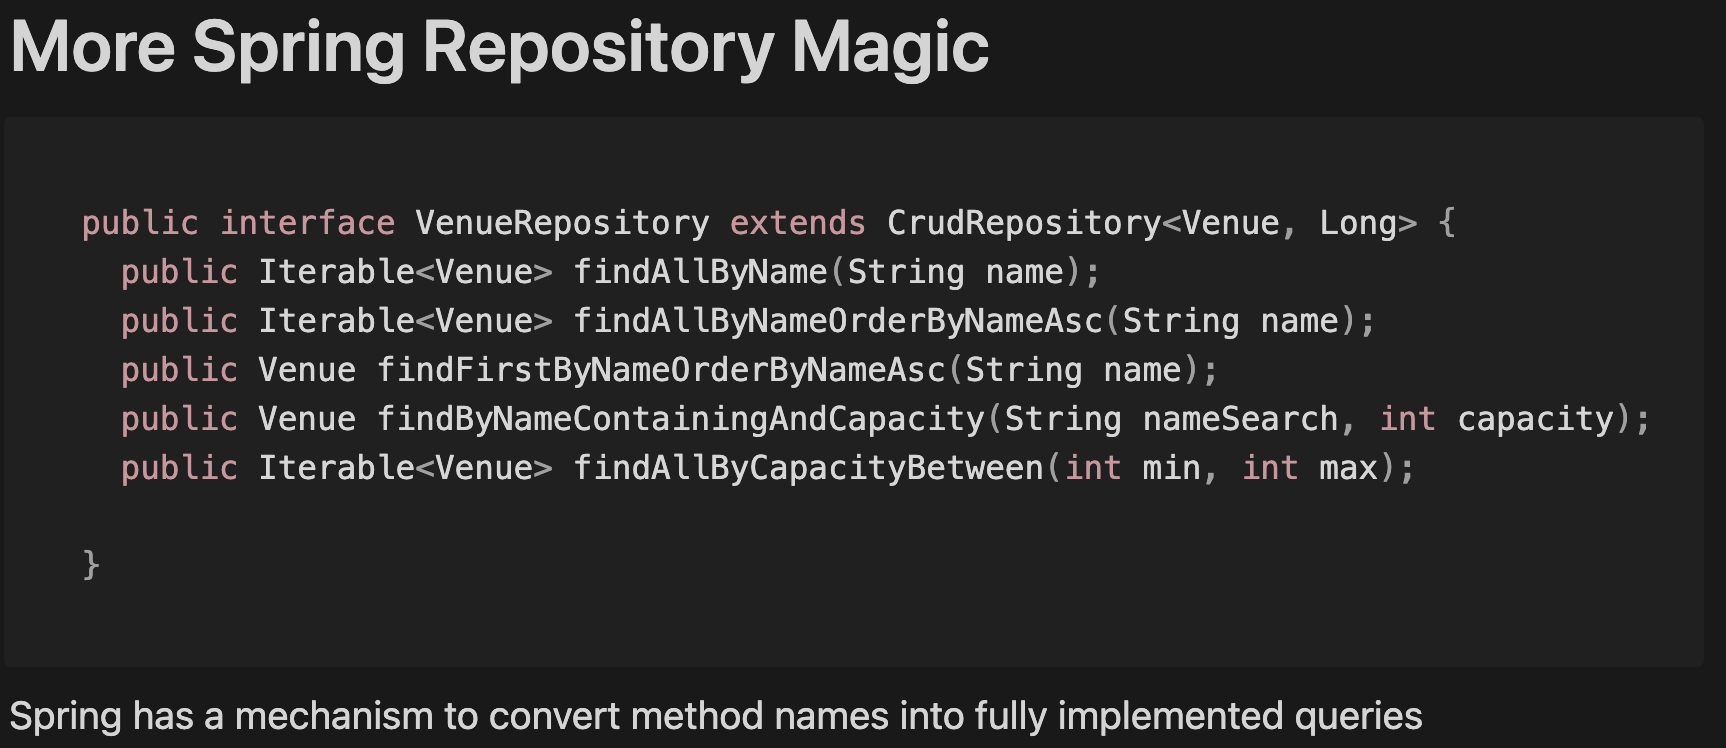 More Spring Repository Magic
public interface VenueRepository extends CrudRepository<Venue, Long> {
  public Iterable<Venue> findAllByName(String name);
  public Iterable<Venue> findAllByNameOrderByNameAsc(String name);
  public Venue findFirstByNameOrderByNameAsc(String name);
  public Venue findByNameContainingAndCapacity(String nameSearch, int capacity);
  public Iterable<Venue> findAllByCapacityBetween(int min, int max);
}
Spring has a mechanism to convert method names into fully implemented queries